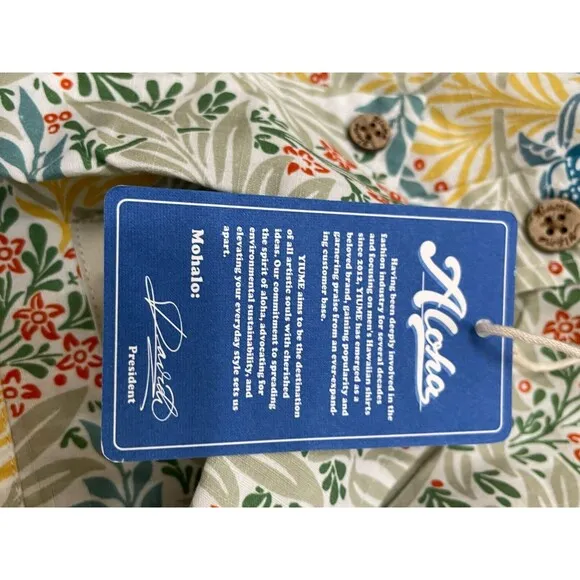 Aloha
Having been deeply involved in the
fashion industry for several decades
and focusing on men's Hawaiian shirts
since 2012, YIUME has emerged as a
beloved brand, gaining popularity and
garnering praise from an ever-expand-
ing customer base.
YIUME aims to be the destination
of all artistic souls with cherished
ideas. Our commitment to spreading
the spirit of aloha, advocating for
environmental sustainability, and
elevating your everyday style sets us
apart.
Mohalo:
President